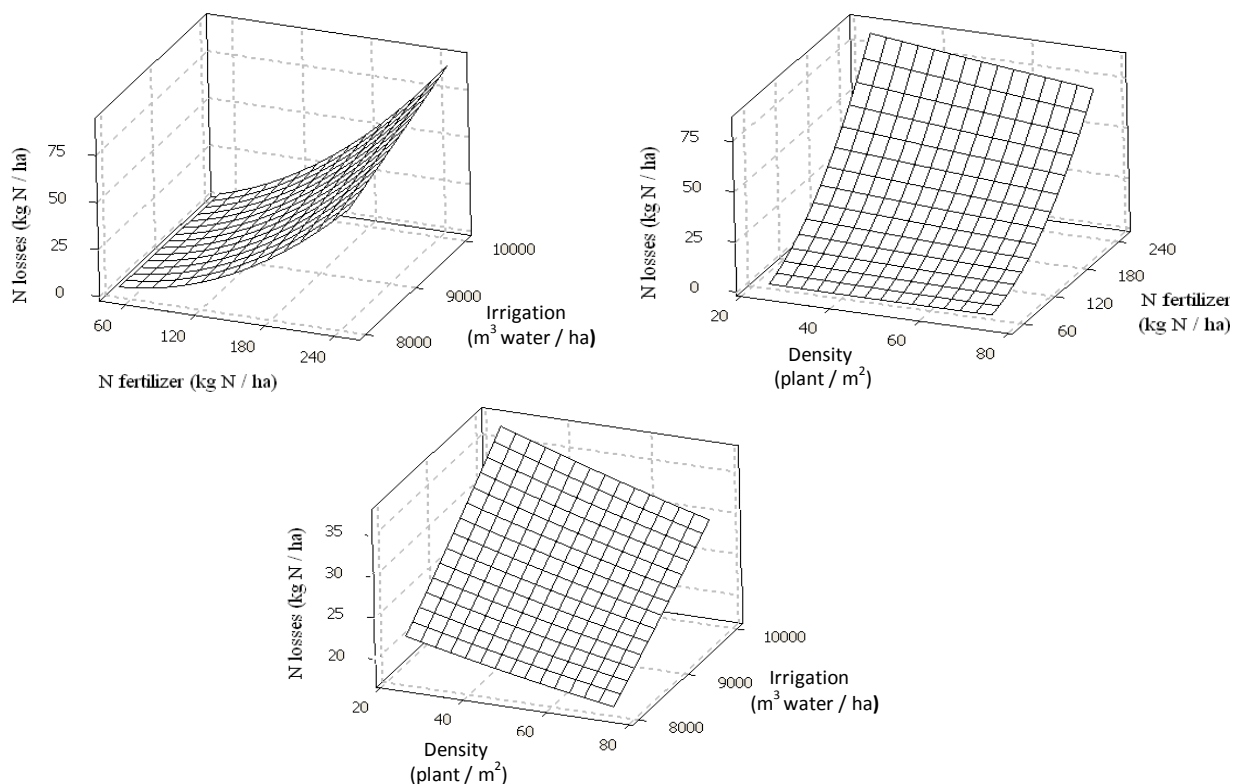 N losses (kg N / ha)
75
50
25
0
60
120
180
240
N fertilizer (kg N / ha)
8000
9000
10000
Irrigation
(m³ water / ha)
N losses (kg N / ha)
75
50
25
0
20
40
60
80
Density
(plant / m²)
60
120
180
240
N fertilizer
(kg N / ha)
N losses (kg N / ha)
35
30
25
20
20
40
60
80
Density
(plant / m²)
8000
9000
10000
Irrigation
(m³ water / ha)